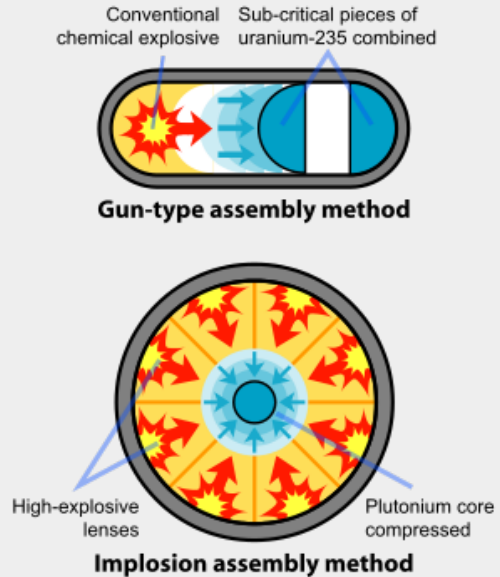 Conventional
chemical explosive
Sub-critical pieces of
uranium-235 combined
Gun-type assembly method
High-explosive
lenses
Plutonium core
compressed
Implosion assembly method